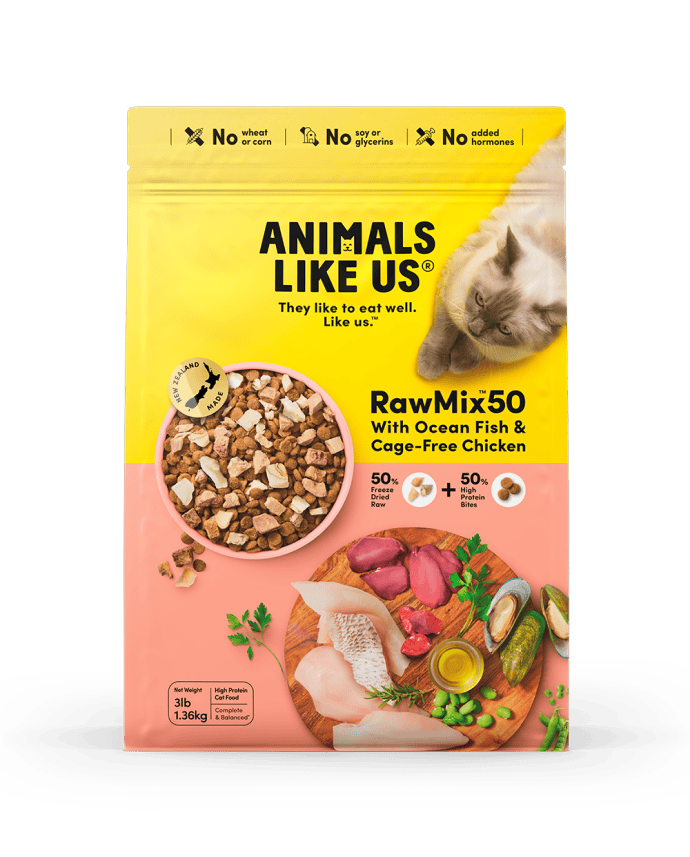 No wheat
or corn
No soy or
glycerins
No added
hormones
ANIMALS
LIKE US®
They like to eat well.
Like us.™
NEW ZEALAND
MADE
RawMix™50
With Ocean Fish &
Cage-Free Chicken
50%
Freeze
Dried
Raw
+
50%
High
Protein
Bites
Net Weight
3lb
1.36kg
High Protein
Cat Food
Complete
& Balanced*